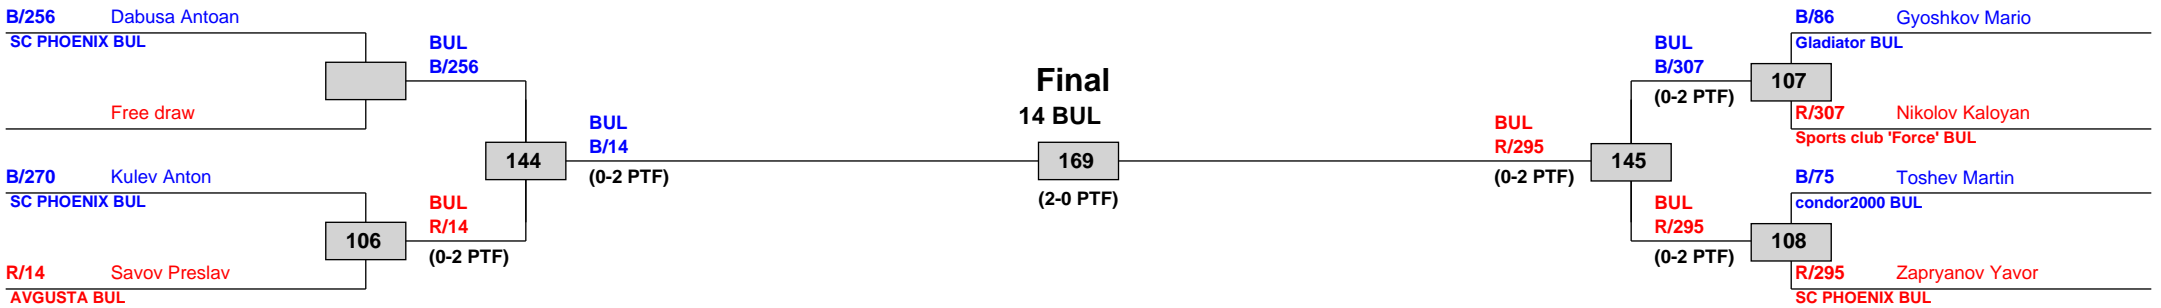 B/256 Dabusa Antoan
SC PHOENIX BUL
BUL
B/256
Free draw
144
BUL
B/14
(0-2 PTF)
B/270 Kulev Anton
SC PHOENIX BUL
106
BUL
R/14
(0-2 PTF)
R/14 Savov Preslav
AVGUSTA BUL
Final
14 BUL
169
(2-0 PTF)
BUL
R/295
(0-2 PTF)
145
B/86 Gyoshkov Mario
Gladiator BUL
BUL
B/307
(0-2 PTF)
107
R/307 Nikolov Kaloyan
Sports club 'Force' BUL
B/75 Toshev Martin
condor2000 BUL
BUL
R/295
(0-2 PTF)
108
R/295 Zapryanov Yavor
SC PHOENIX BUL